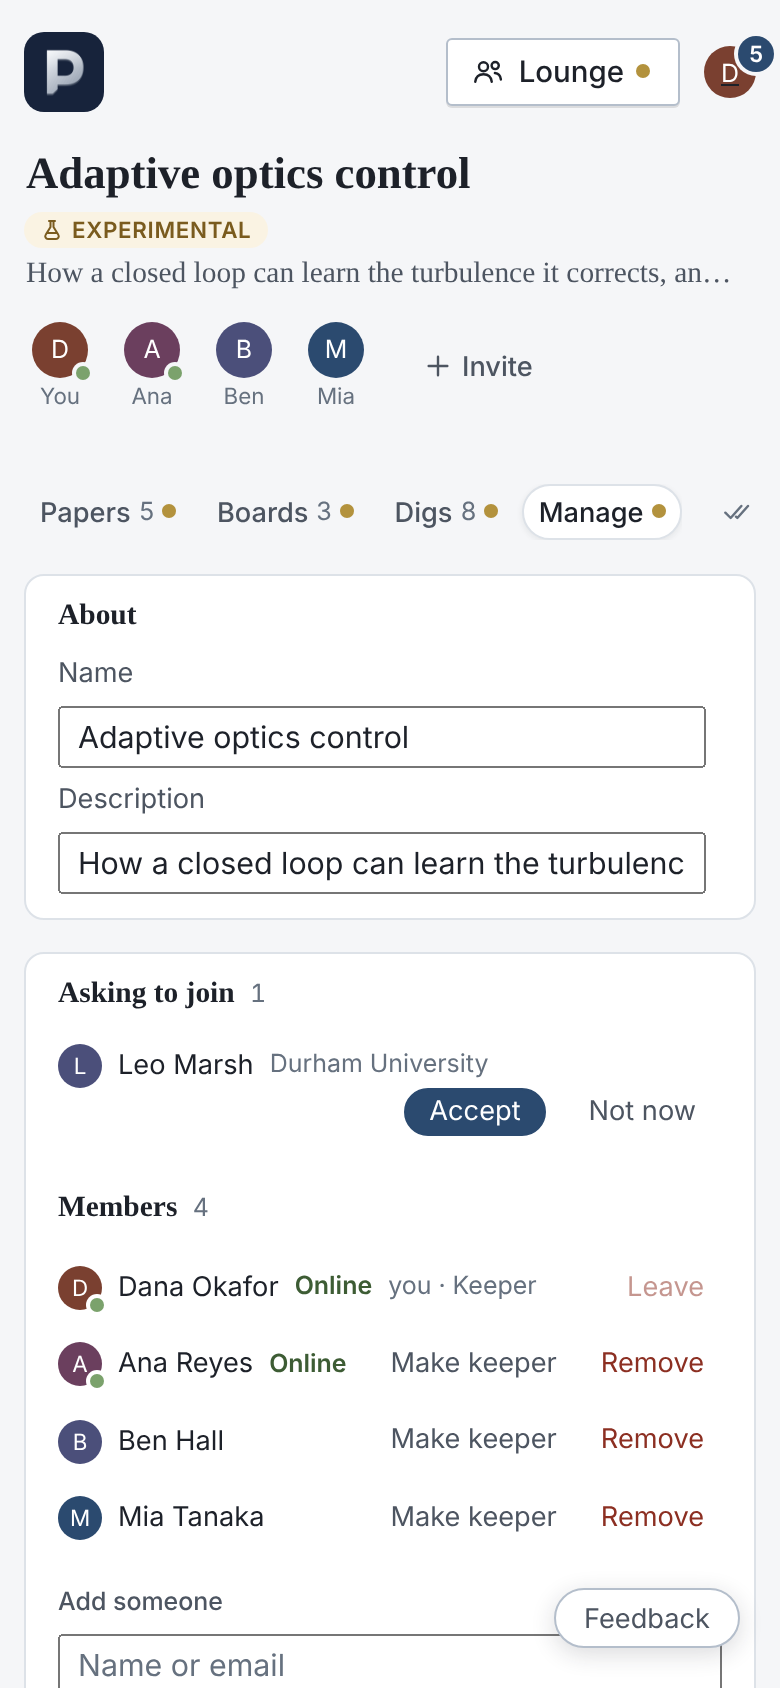 P
Lounge
D
5
Adaptive optics control
EXPERIMENTAL
How a closed loop can learn the turbulence it corrects, an…
D A B M
You Ana Ben Mia
+ Invite
Papers 5 Boards 3 Digs 8 Manage
About
Name
Adaptive optics control
Description
How a closed loop can learn the turbulenc
Asking to join 1
L Leo Marsh Durham University
Accept Not now
Members 4
D Dana Okafor Online you · Keeper Leave
A Ana Reyes Online Make keeper Remove
B Ben Hall Make keeper Remove
M Mia Tanaka Make keeper Remove
Add someone
Feedback
Name or email